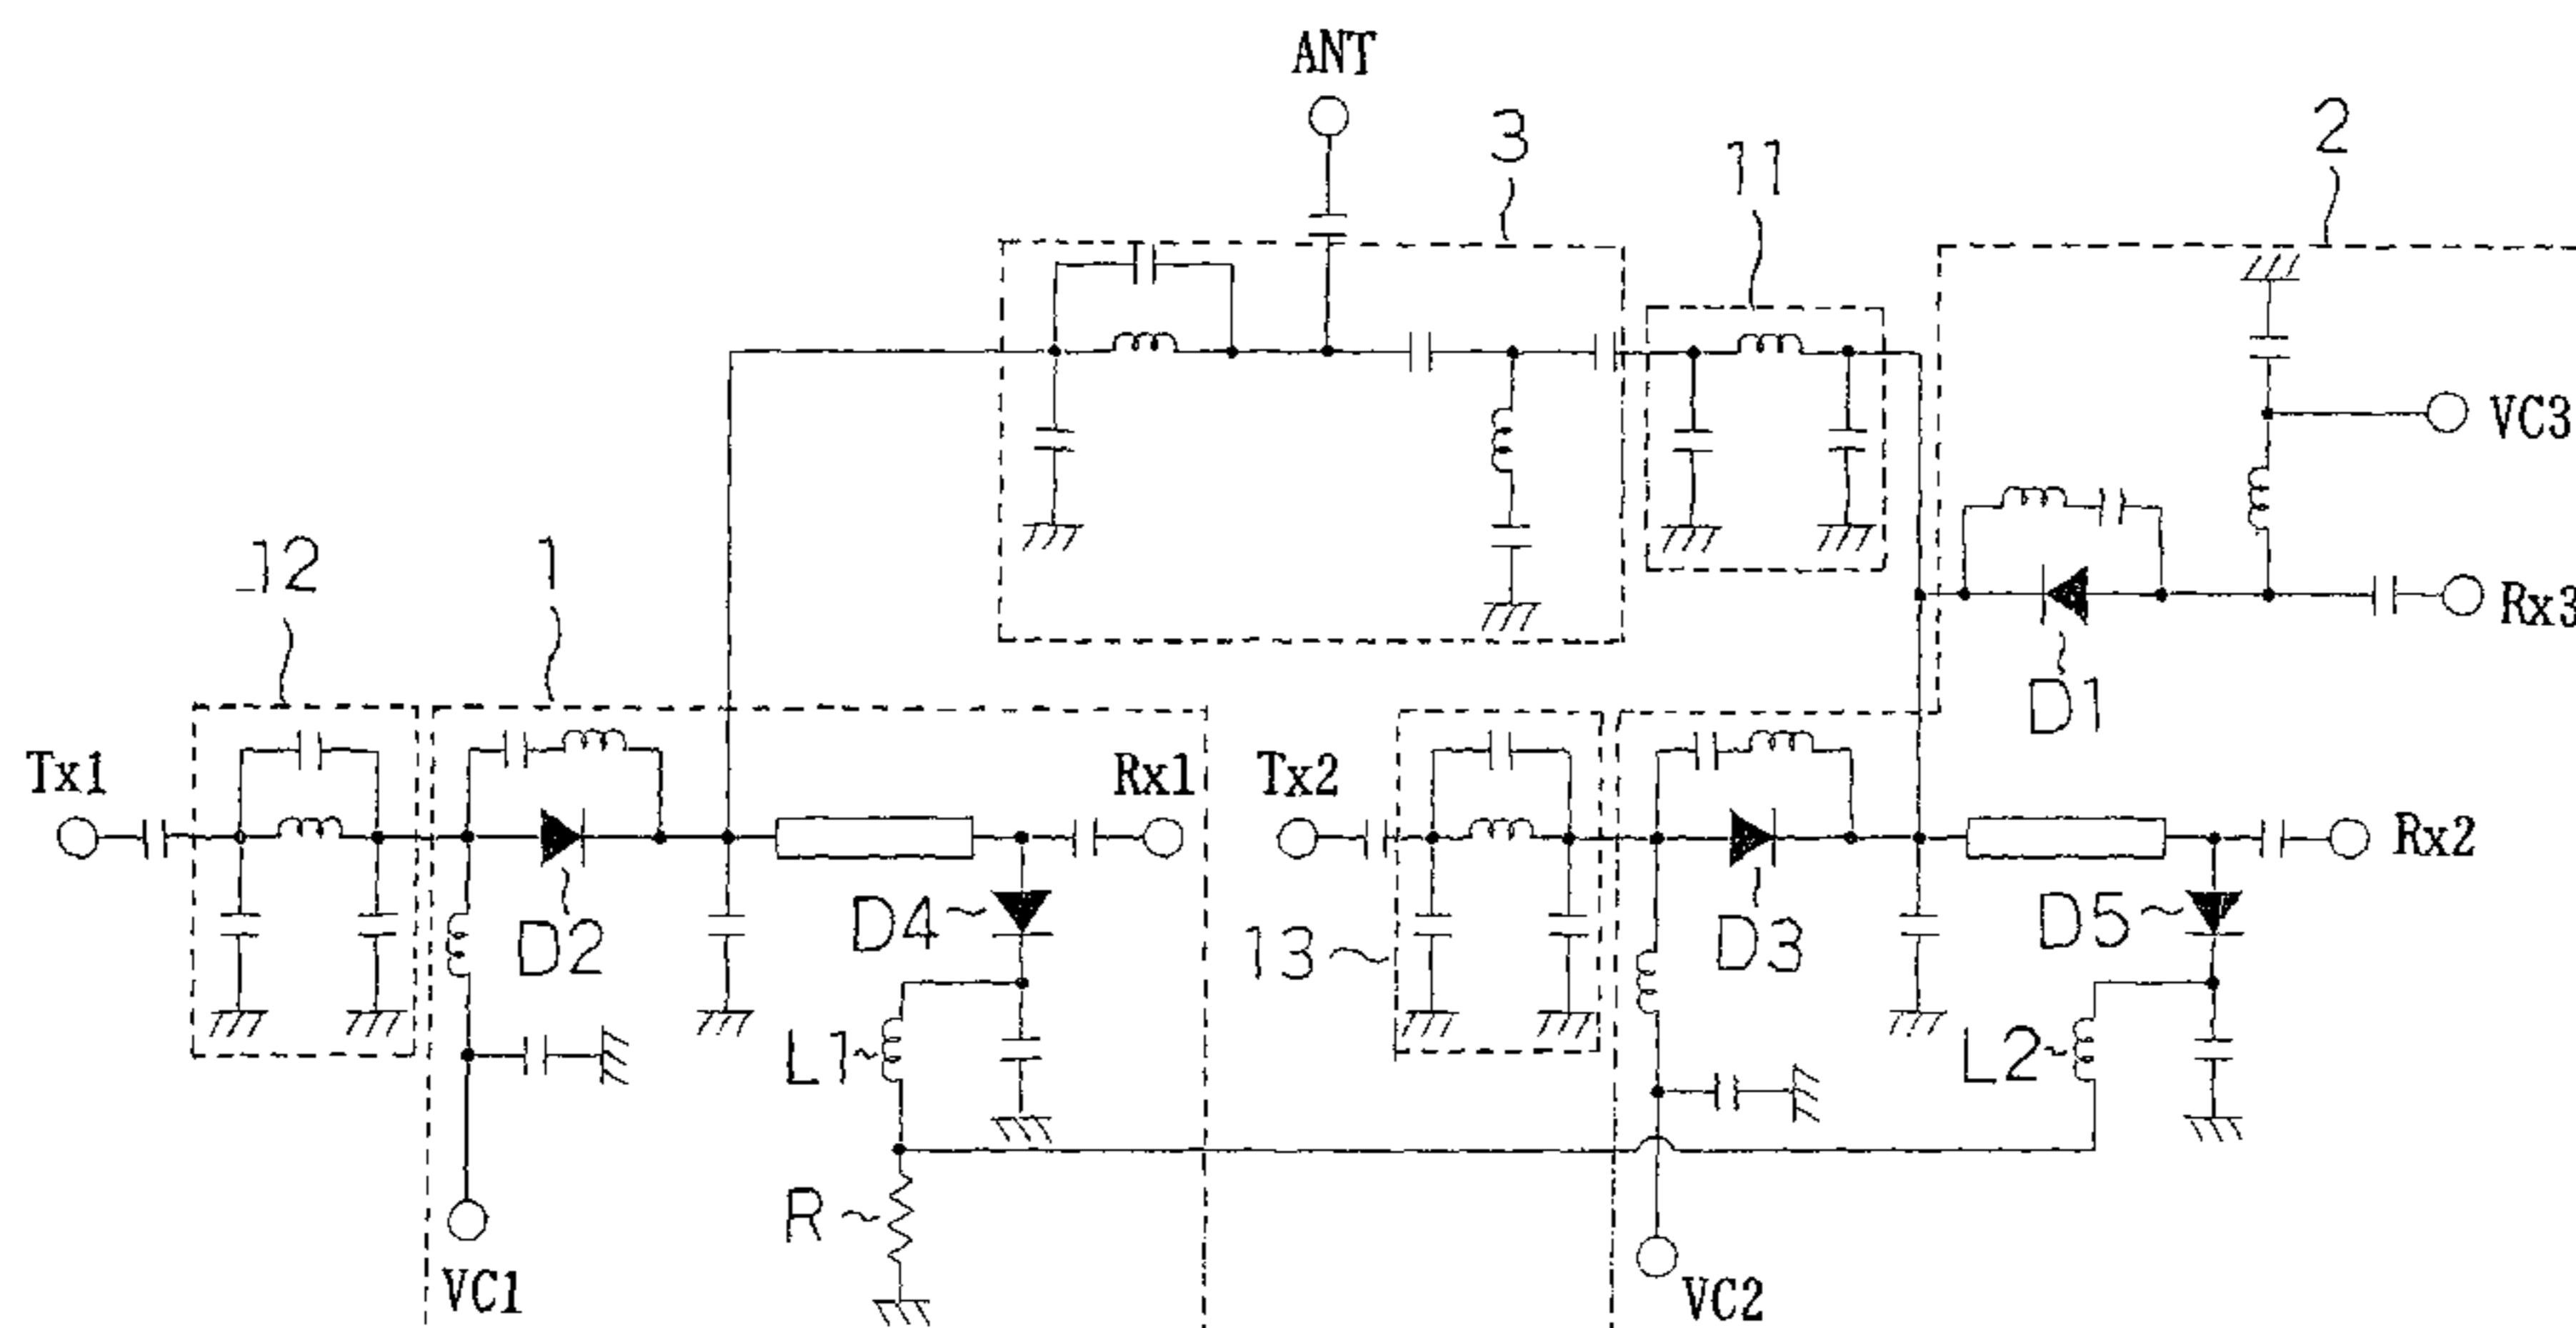 ANT
3
11
2
VC3
Rx3
D1
12
1
Tx1
Rx1
Tx2
Rx2
D2
D4
D3
D5
13
L1
L2
R
VC1
VC2